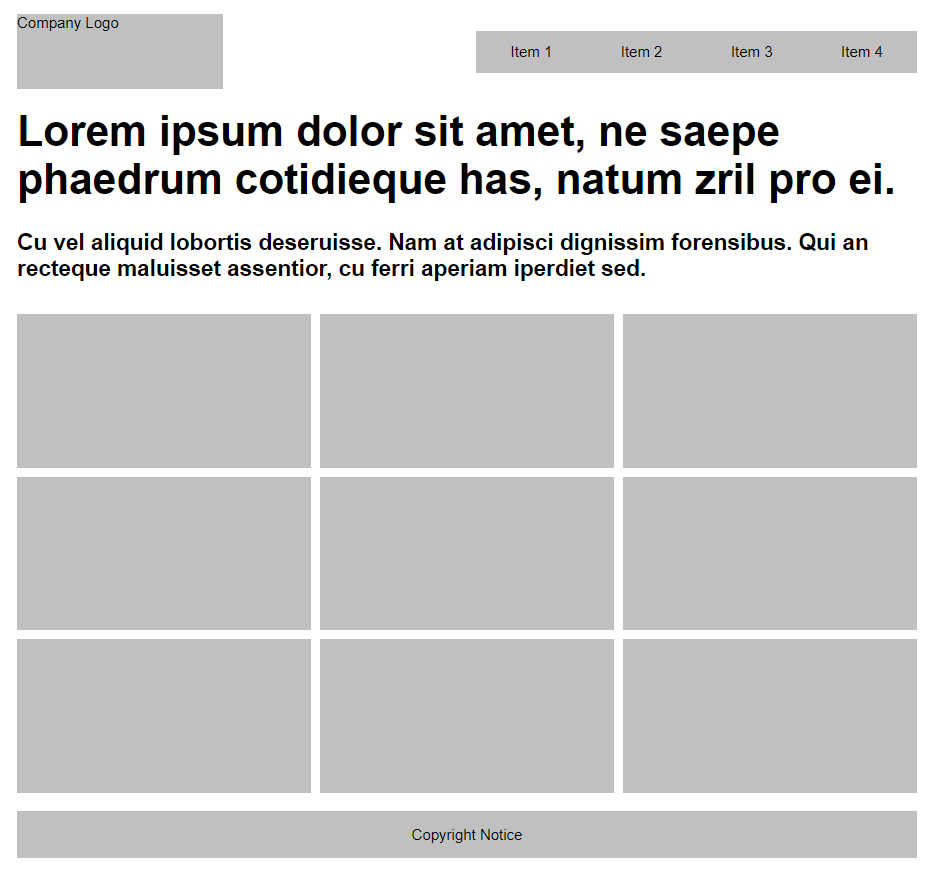 Company Logo
Item 1 Item 2 Item 3 Item 4
Lorem ipsum dolor sit amet, ne saepe
phaedrum cotidieque has, natum zril pro ei.
Cu vel aliquid lobortis deseruisse. Nam at adipisci dignissim forensibus. Qui an
recteque maluisset assentior, cu ferri aperiam iperdiet sed.
Copyright Notice